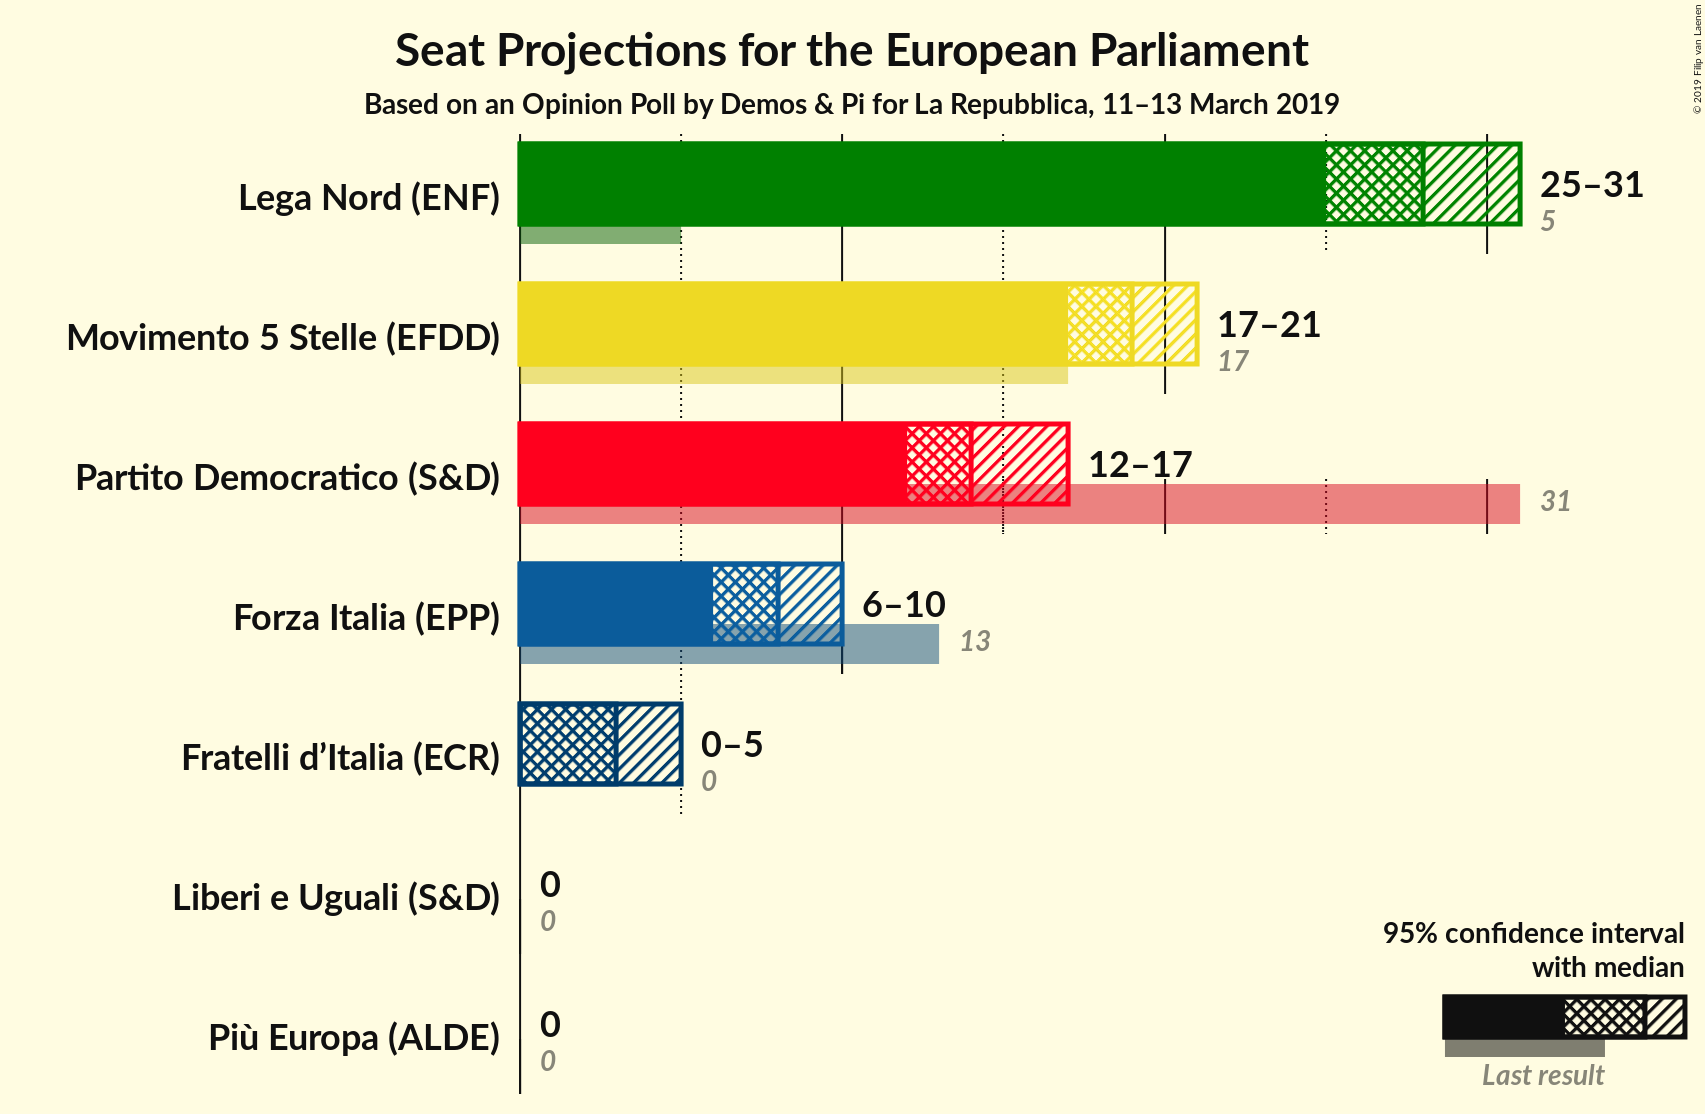 Seat Projections for the European Parliament
Based on an Opinion Poll by Demos & Pi for La Repubblica, 11–13 March 2019
© 2019 Filip van Laenen
Lega Nord (ENF)
25–31
5
Movimento 5 Stelle (EFDD)
17–21
17
Partito Democratico (S&D)
12–17
31
Forza Italia (EPP)
6–10
13
Fratelli d’Italia (ECR)
0–5
0
Liberi e Uguali (S&D)
0
0
Più Europa (ALDE)
0
0
95% confidence interval
with median
Last result